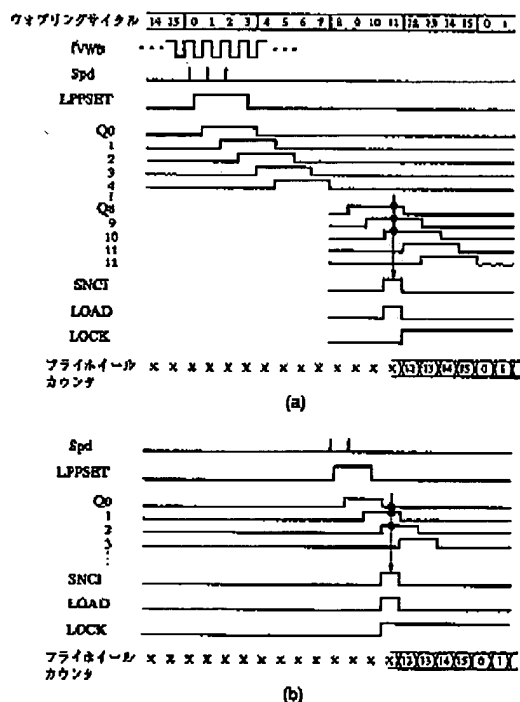 ウォブリングサイクル 14 15 0 1 2 3 4 5 6 7 8 9 10 11 12 13 14 15 0 1
fVWB
Spd
LPPSET
Q0
1
2
3
4
Q8
9
10
11
11
SNCI
LOAD
LOCK
フライホイール カウンタ X X X X X X X X X X X X X X 12 13 14 15 0 1
(a)
Spd
LPPSET
Q0
1
2
3
SNCI
LOAD
LOCK
フライホイール カウンタ X X X X X X X X X X X X X X 12 13 14 15 0 1
(b)